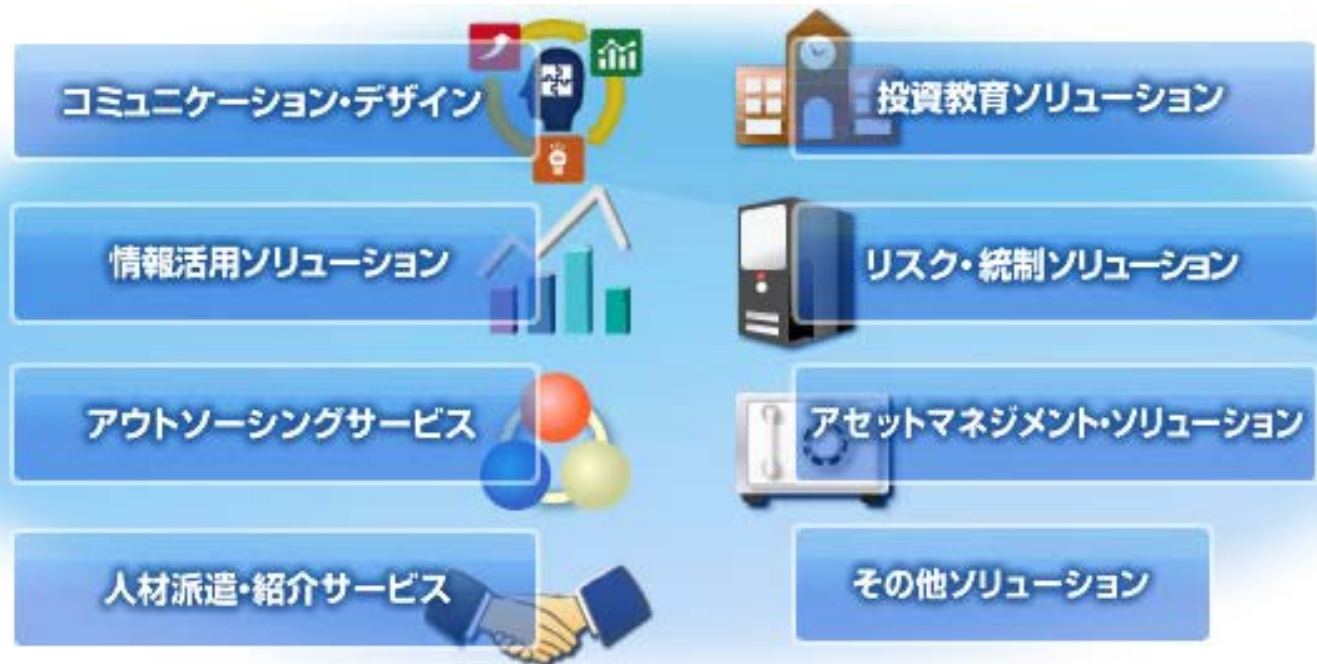 コミュニケーション・デザイン
投資教育ソリューション
情報活用ソリューション
リスク・統制ソリューション
アウトソーシングサービス
アセットマネジメント・ソリューション
人材派遣・紹介サービス
その他ソリューション